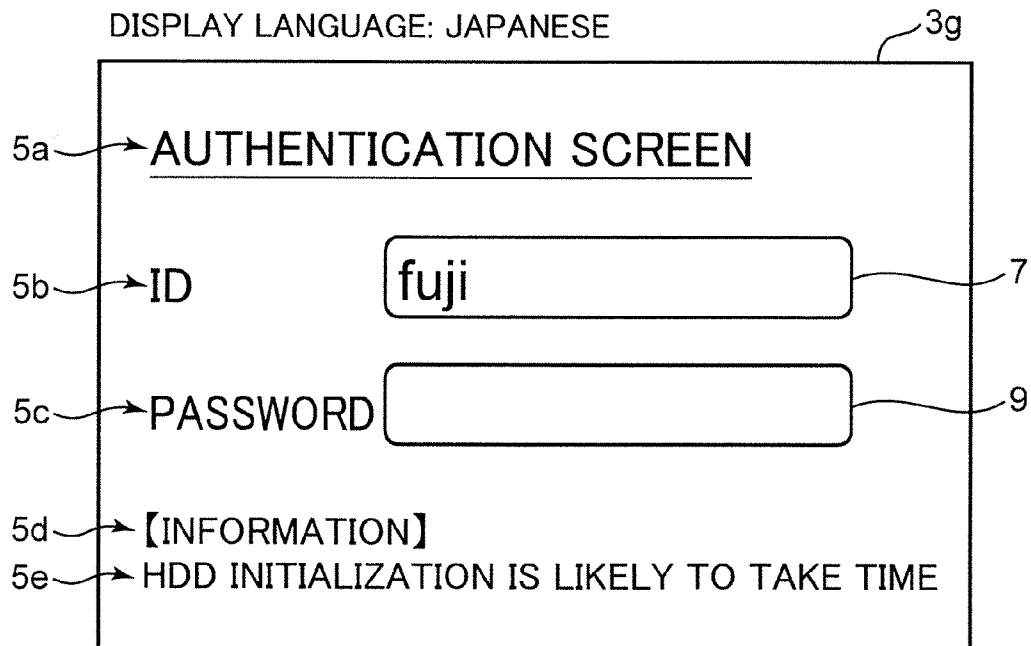 DISPLAY LANGUAGE: JAPANESE
3g
5a AUTHENTICATION SCREEN
5b ID fuji 7
5c PASSWORD 9
5d 【INFORMATION】
5e HDD INITIALIZATION IS LIKELY TO TAKE TIME